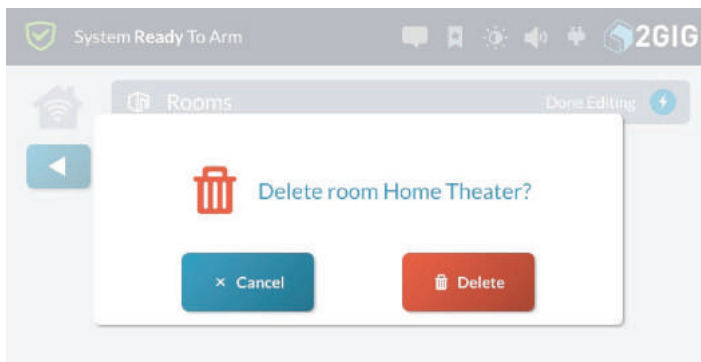 System Ready To Arm 2GIG
Rooms Done Editing
Delete room Home Theater?
× Cancel Delete